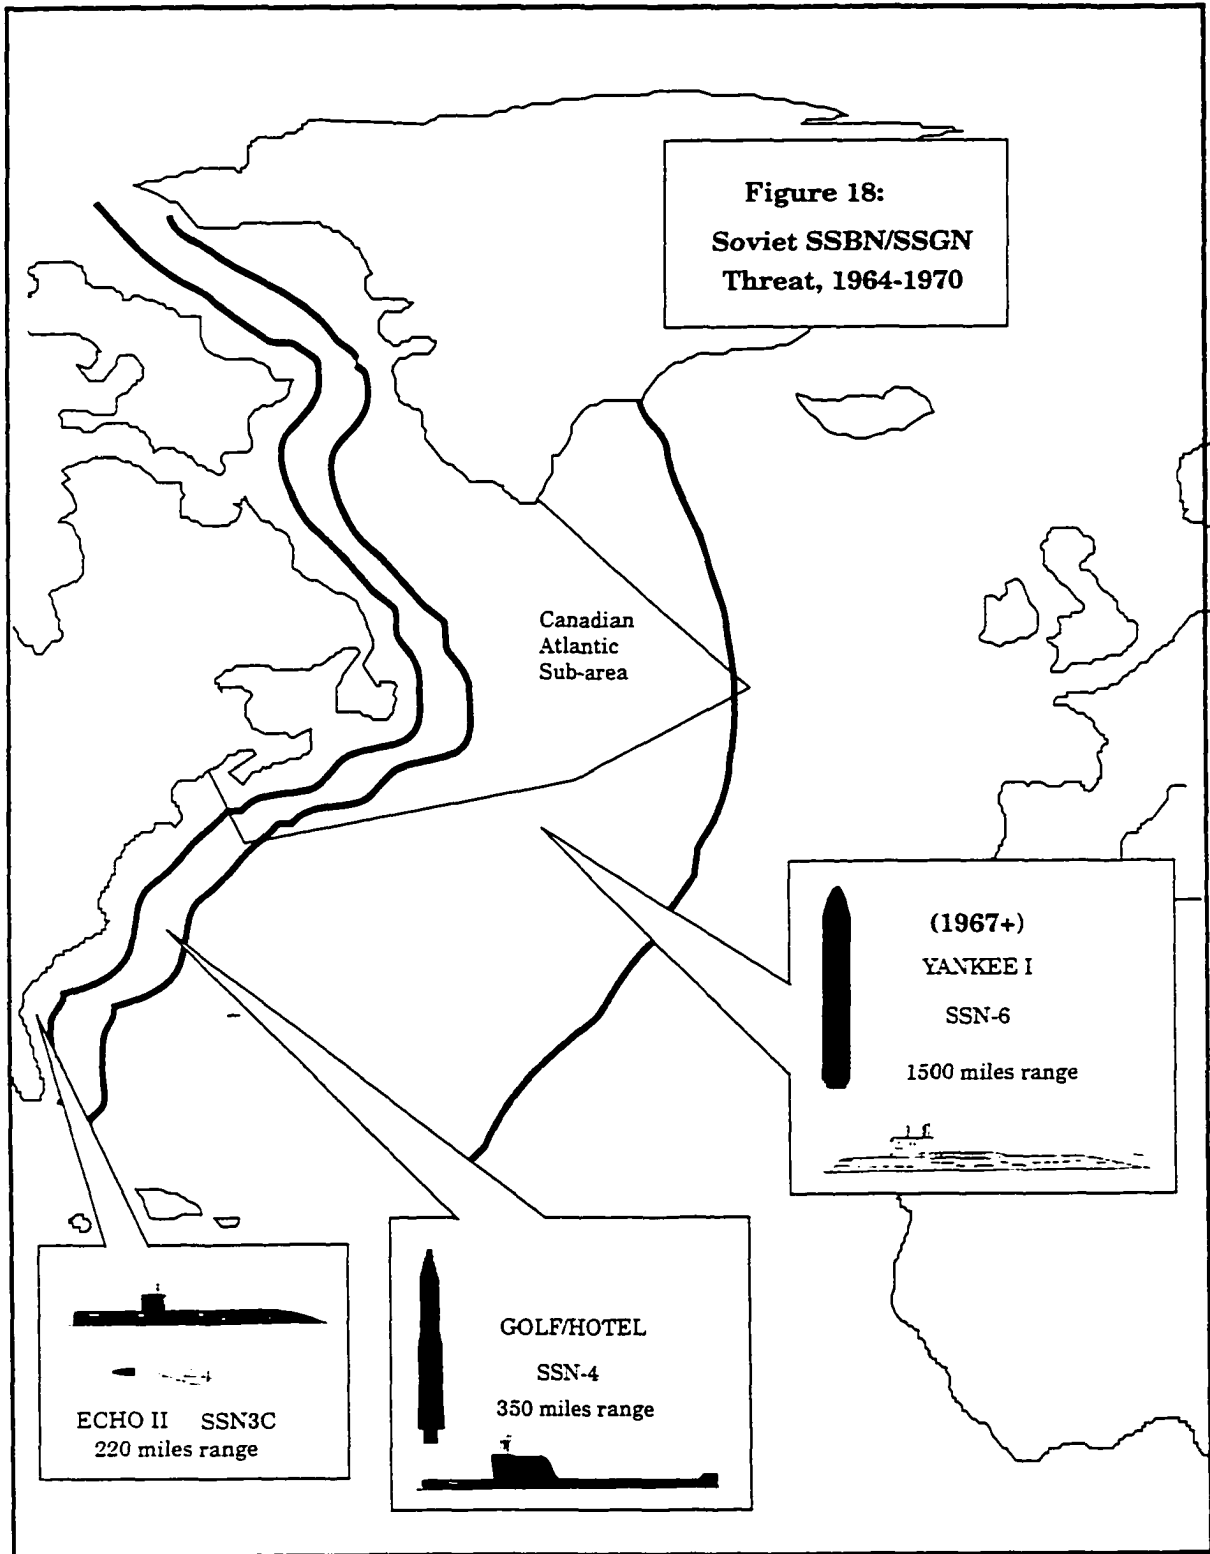 Figure 18:
Soviet SSBN/SSGN
Threat, 1964-1970
Canadian
Atlantic
Sub-area
(1967+)
YANKEE I
SSN-6
1500 miles range
GOLF/HOTEL
SSN-4
350 miles range
ECHO II SSN3C
220 miles range